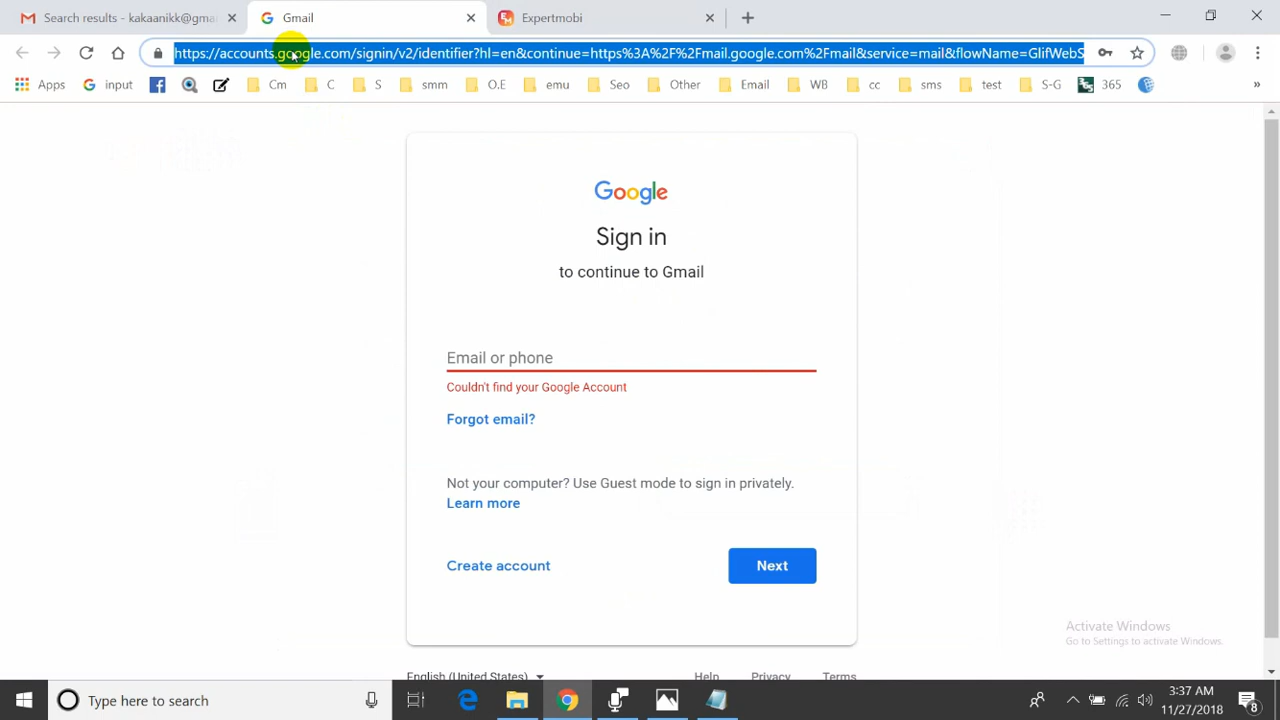 Search results - kakaanikk@gmai
Gmail
Expertmobi
https://accounts.google.com/signin/v2/identifier?hl=en&continue=https%3A%2F%2Fmail.google.com%2Fmail&service=mail&flowName=GlifWebS
Apps
input
Cm
C
S
smm
O.E
emu
Seo
Other
Email
WB
cc
sms
test
S-G
365
»
Google
Sign in
to continue to Gmail
Email or phone
Couldn't find your Google Account
Forgot email?
Not your computer? Use Guest mode to sign in privately.
Learn more
Create account
Next
Activate Windows
Go to Settings to activate Windows.
English (United States)
Help
Privacy
Terms
Type here to search
3:37 AM
11/27/2018
8